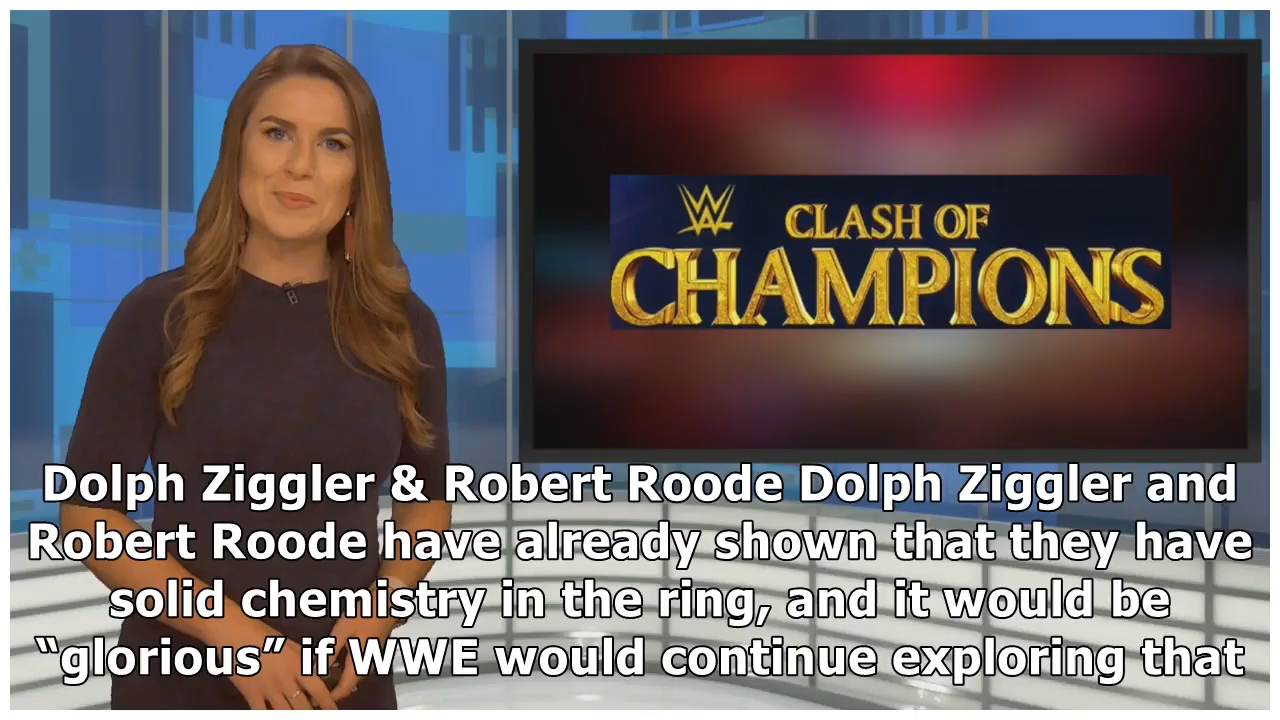 W
CLASH OF
CHAMPIONS
Dolph Ziggler & Robert Roode Dolph Ziggler and
Robert Roode have already shown that they have
solid chemistry in the ring, and it would be
“glorious” if WWE would continue exploring that